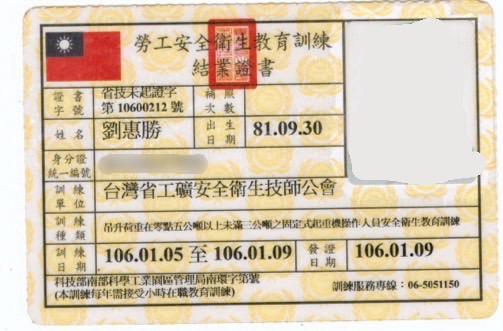 勞工安全衛生教育訓練
結業證書
證書字號 省技未起證字第10600212號 補照次數
姓名 劉惠勝 出生日期 81.09.30
身分證統一編號
訓練單位 台灣省工礦安全衛生技師公會
訓練種類 吊升荷重在零點五公噸以上未滿三公噸之固定式起重機操作人員安全衛生教育訓練
訓練日期 106.01.05 至 106.01.09 發證日期 106.01.09
科技部南部科學工業園區管理局南環字第號
(本訓練每年需接受小時在職教育訓練) 訓練服務專線：06-5051150